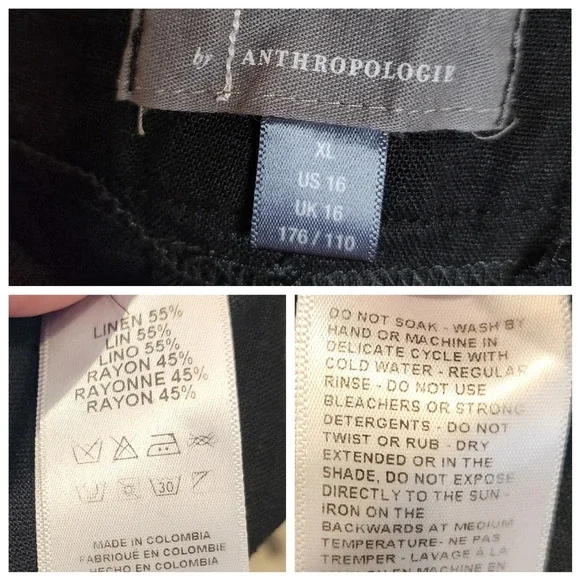 by ANTHROPOLOGIE
XL
US 16
UK 16
176 / 110
LINEN 55%
LIN 55%
LINO 55%
RAYON 45%
RAYONNE 45%
RAYON 45%
30
MADE IN COLOMBIA
FABRIQUE EN COLOMBIE
HECHO EN COLOMBIA
DO NOT SOAK - WASH BY
HAND OR MACHINE IN
DELICATE CYCLE WITH
COLD WATER - REGULAR
RINSE - DO NOT USE
BLEACHERS OR STRONG
DETERGENTS - DO NOT
TWIST OR RUB - DRY
EXTENDED OR IN THE
SHADE, DO NOT EXPOSE
DIRECTLY TO THE SUN -
IRON ON THE
BACKWARDS AT MEDIUM
TEMPERATURE- NE PAS
TREMPER - LAVAGE À LA
EN MACHINE EN